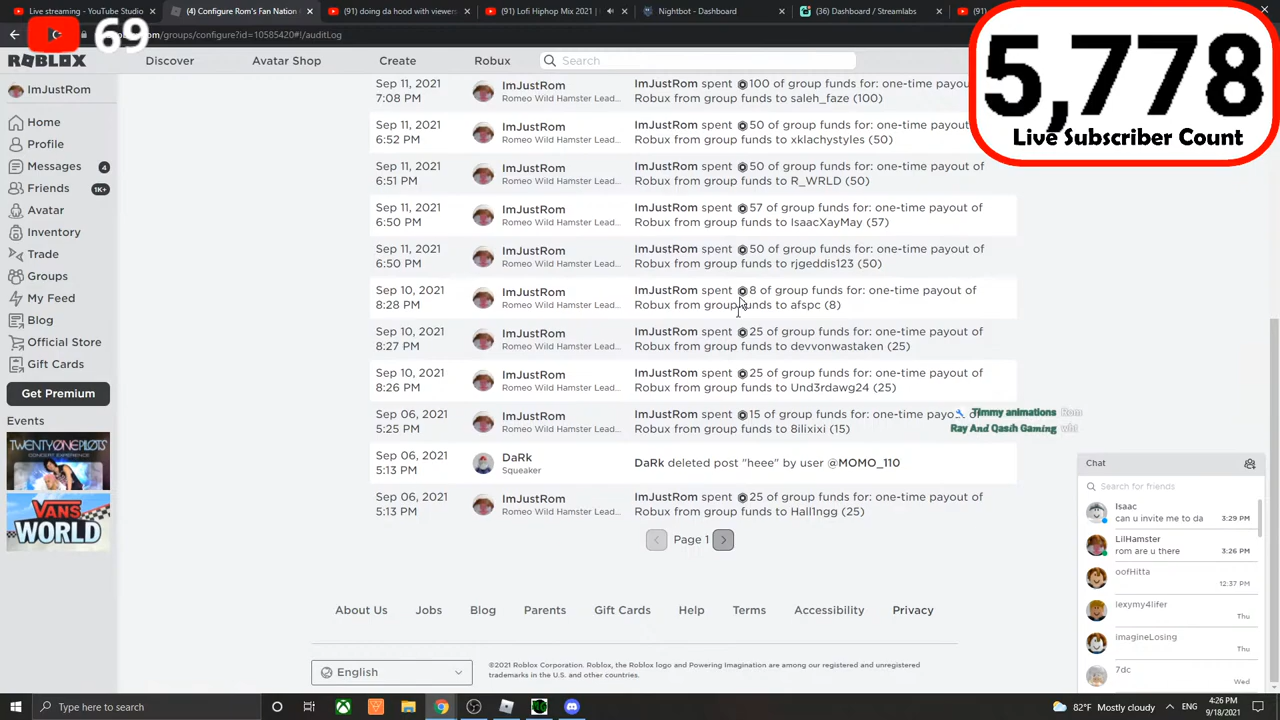 Live streaming - YouTube Stud
(4) Configure Rom's Fan Nation
(91) doing da hood with viewers
(91) Lofi Hiphop Mix 2021 |
Nightbot - Dashboard
(36) Dashboard / Streamlabs
(91)
69
.com/groups/configure?id=10585420#!/auditLog
5,778
Live Subscriber Count
ROBLOX
Discover
Avatar Shop
Create
Robux
Search
ImJustRom
Home
Profile
Messages
4
Friends
1K+
Avatar
Inventory
Trade
Groups
My Feed
Blog
Official Store
Gift Cards
Get Premium
Events
TWENTY ONE PILOTS
CONCERT EXPERIENCE
VANS
WORLD
Sep 11, 2021
7:08 PM
ImJustRom
Romeo Wild Hamster Lead...
ImJustRom spent 100 of group funds for: one-time payout of
Robux from group funds to saleh_faze (100)
Sep 11, 2021
6:52 PM
ImJustRom
Romeo Wild Hamster Lead...
ImJustRom spent 50 of group funds for: one-time payout of
Robux from group funds to xklachystyles (50)
Sep 11, 2021
6:51 PM
ImJustRom
Romeo Wild Hamster Lead...
ImJustRom spent 50 of group funds for: one-time payout of
Robux from group funds to R_WRLD (50)
Sep 11, 2021
6:50 PM
ImJustRom
Romeo Wild Hamster Lead...
ImJustRom spent 57 of group funds for: one-time payout of
Robux from group funds to IsaacXayMay (57)
Sep 11, 2021
6:50 PM
ImJustRom
Romeo Wild Hamster Lead...
ImJustRom spent 50 of group funds for: one-time payout of
Robux from group funds to rjgeddis123 (50)
Sep 10, 2021
8:28 PM
ImJustRom
Romeo Wild Hamster Lead...
ImJustRom spent 8 of group funds for: one-time payout of
Robux from group funds to afspc (8)
Sep 10, 2021
8:27 PM
ImJustRom
Romeo Wild Hamster Lead...
ImJustRom spent 25 of group funds for: one-time payout of
Robux from group funds to devvonwastaken (25)
Sep 10, 2021
8:26 PM
ImJustRom
Romeo Wild Hamster Lead...
ImJustRom spent 25 of group funds for: one-time payout of
Robux from group funds to Und3rdawg24 (25)
Sep 06, 2021
5:25 PM
ImJustRom
Romeo Wild Hamster Lead...
ImJustRom spent 15 of group funds for: one-time payout of
Robux from group funds to 8ilixixi (15)
Sep 06, 2021
5:13 PM
DaRk
Squeaker
DaRk deleted post "heee" by user @MOMO_110
Sep 06, 2021
5:13 PM
ImJustRom
Romeo Wild Hamster Lead...
ImJustRom spent 25 of group funds for: one-time payout of
Robux from group funds to Hall1ngg (25)
Page 1
Timmy animations Rom
Ray And Qasih Gaming wht
Chat
Search for friends
Isaac
can u invite me to da
3:29 PM
LilHamster
rom are u there
3:26 PM
oofHitta
12:37 PM
lexymy4lifer
Thu
imagineLosing
Thu
7dc
Wed
About Us
Jobs
Blog
Parents
Gift Cards
Help
Terms
Accessibility
Privacy
English
©2021 Roblox Corporation. Roblox, the Roblox logo and Powering Imagination are among our registered and unregistered
trademarks in the U.S. and other countries.
Type here to search
82°F Mostly cloudy
4:26 PM
9/18/2021